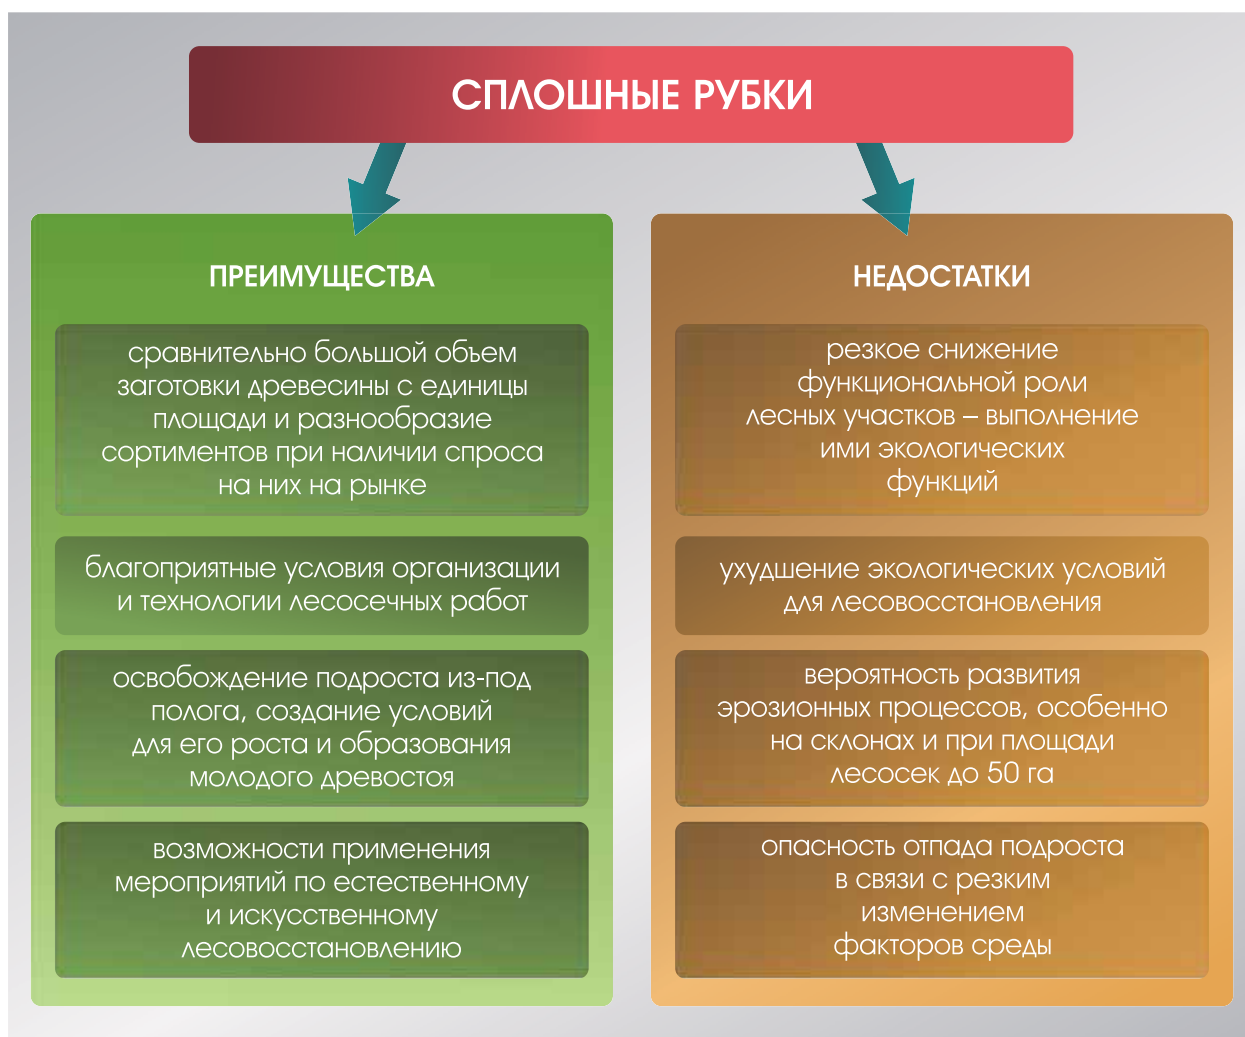 СПЛОШНЫЕ РУБКИ
ПРЕИМУЩЕСТВА
сравнительно большой объем
заготовки древесины с единицы
площади и разнообразие
сортиментов при наличии спроса
на них на рынке
благоприятные условия организации
и технологии лесосечных работ
освобождение подроста из-под
полога, создание условий
для его роста и образования
молодого древостоя
возможности применения
мероприятий по естественному
и искусственному
лесовосстановлению
НЕДОСТАТКИ
резкое снижение
функциональной роли
лесных участков – выполнение
ими экологических
функций
ухудшение экологических условий
для лесовосстановления
вероятность развития
эрозионных процессов, особенно
на склонах и при площади
лесосек до 50 га
опасность отпада подроста
в связи с резким
изменением
факторов среды